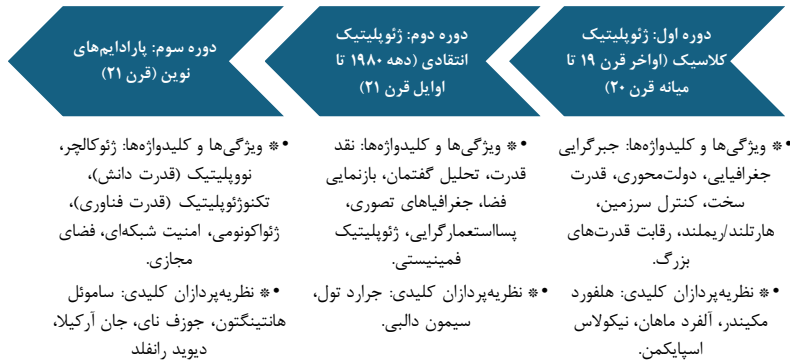 دوره اول: ژئوپلیتیک
کلاسیک (اواخر قرن ۱۹ تا
میانه قرن ۲۰)
• * ویژگی‌ها و کلیدواژه‌ها: جبرگرایی
جغرافیایی، دولت‌محوری، قدرت
سخت، کنترل سرزمین،
هارتلند/ریملند، رقابت قدرت‌های
بزرگ.
• * نظریه‌پردازان کلیدی: هلفورد
مکیندر، آلفرد ماهان، نیکولاس
اسپایکمن.
دوره دوم: ژئوپلیتیک
انتقادی (دهه ۱۹۸۰ تا
اوایل قرن ۲۱)
• * ویژگی‌ها و کلیدواژه‌ها: نقد
قدرت، تحلیل گفتمان، بازنمایی
فضا، جغرافیاهای تصوری،
پسااستعمارگرایی، ژئوپلیتیک
فمینیستی.
• * نظریه‌پردازان کلیدی: جرارد تول،
سیمون دالبی.
دوره سوم: پارادایم‌های
نوین (قرن ۲۱)
• * ویژگی‌ها و کلیدواژه‌ها: ژئوکالچر،
نووپلیتیک (قدرت دانش)،
تکنوژئوپلیتیک (قدرت فناوری)،
ژئواکونومی، امنیت شبکه‌ای، فضای
مجازی.
• * نظریه‌پردازان کلیدی: ساموئل
هانتینگتون، جوزف نای، جان آرکیلا،
دیوید رانفلد